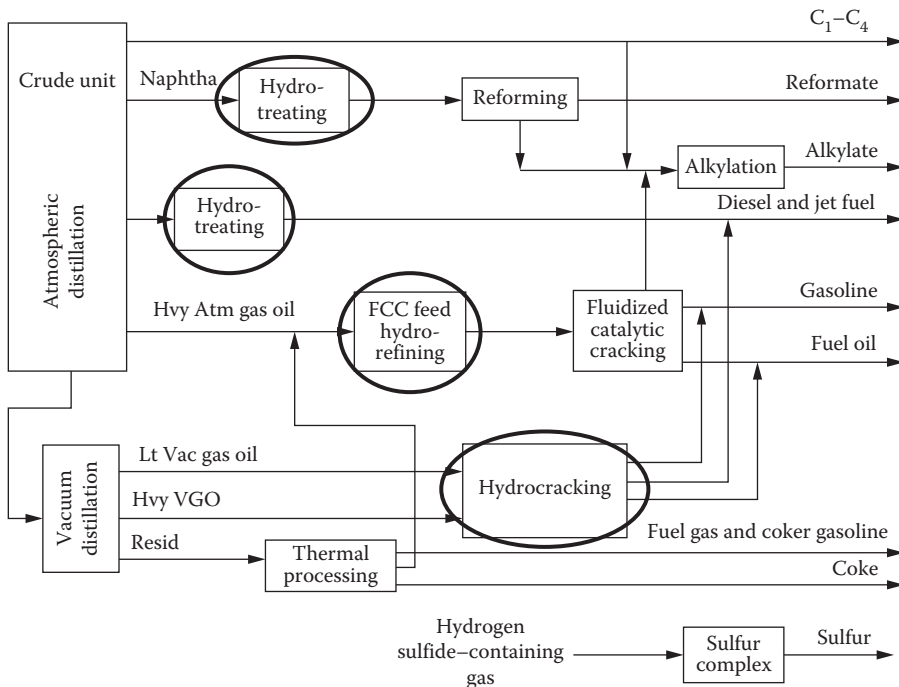 C₁–C₄
Crude unit
Naphtha
Hydro-
treating
Reforming
Reformate
Alkylation
Alkylate
Atmospheric
distillation
Hydro-
treating
Diesel and jet fuel
Hvy Atm gas oil
FCC feed
hydro-
refining
Fluidized
catalytic
cracking
Gasoline
Fuel oil
Vacuum
distillation
Lt Vac gas oil
Hvy VGO
Resid
Hydrocracking
Thermal
processing
Fuel gas and coker gasoline
Coke
Hydrogen
sulfide–containing
gas
Sulfur
complex
Sulfur